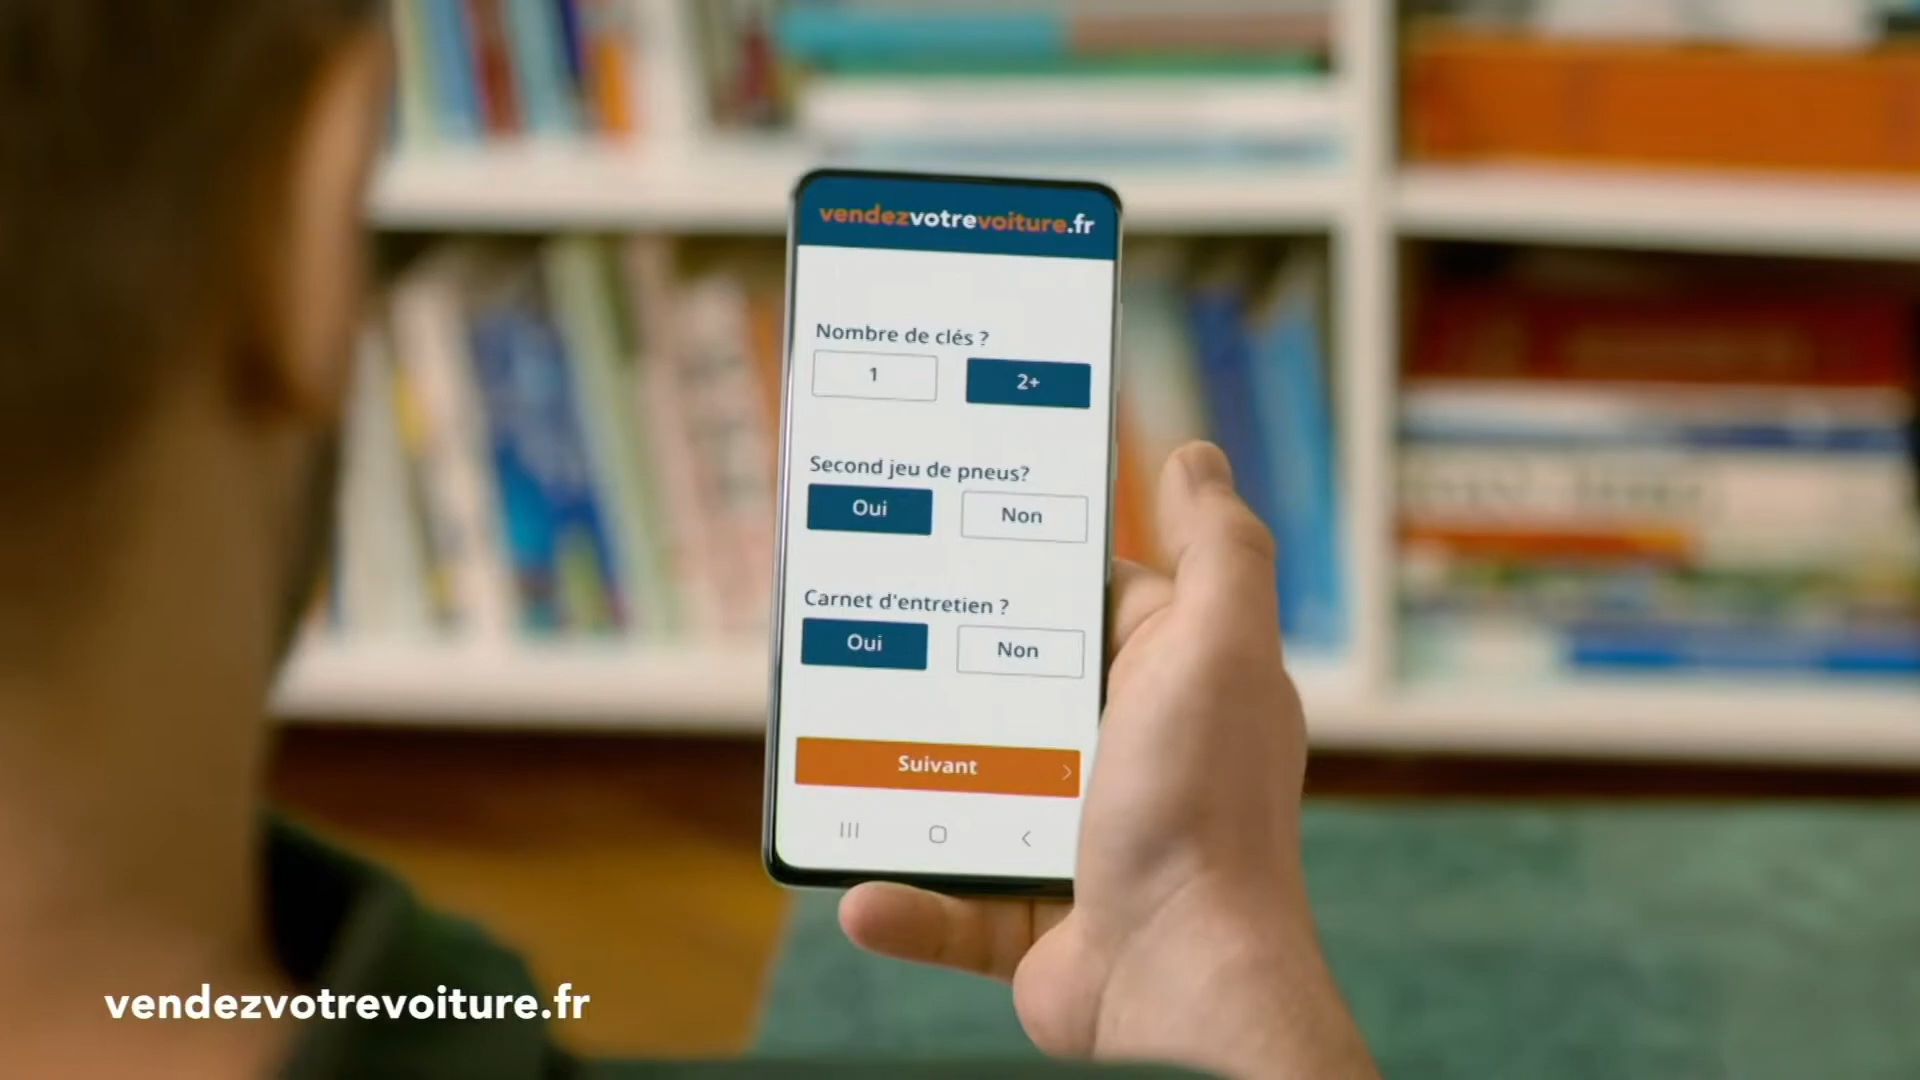 vendezvotrevoiture.fr
Nombre de clés ?
1
2+
Second jeu de pneus?
Oui
Non
Carnet d'entretien ?
Oui
Non
Suivant
vendezvotrevoiture.fr